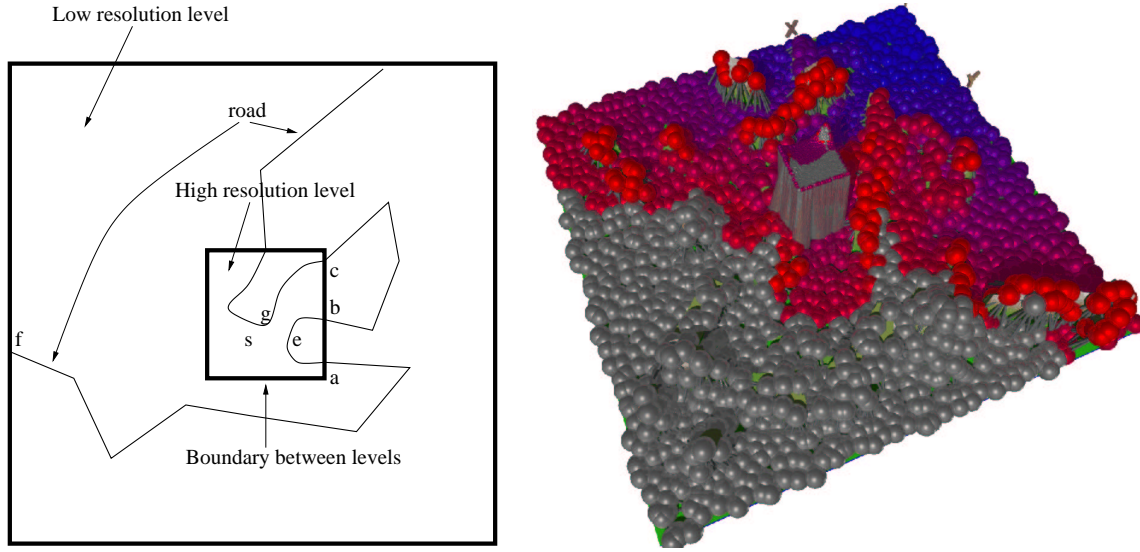 Low resolution level
road
High resolution level
c
g
b
f
s
e
a
Boundary between levels
X
Y